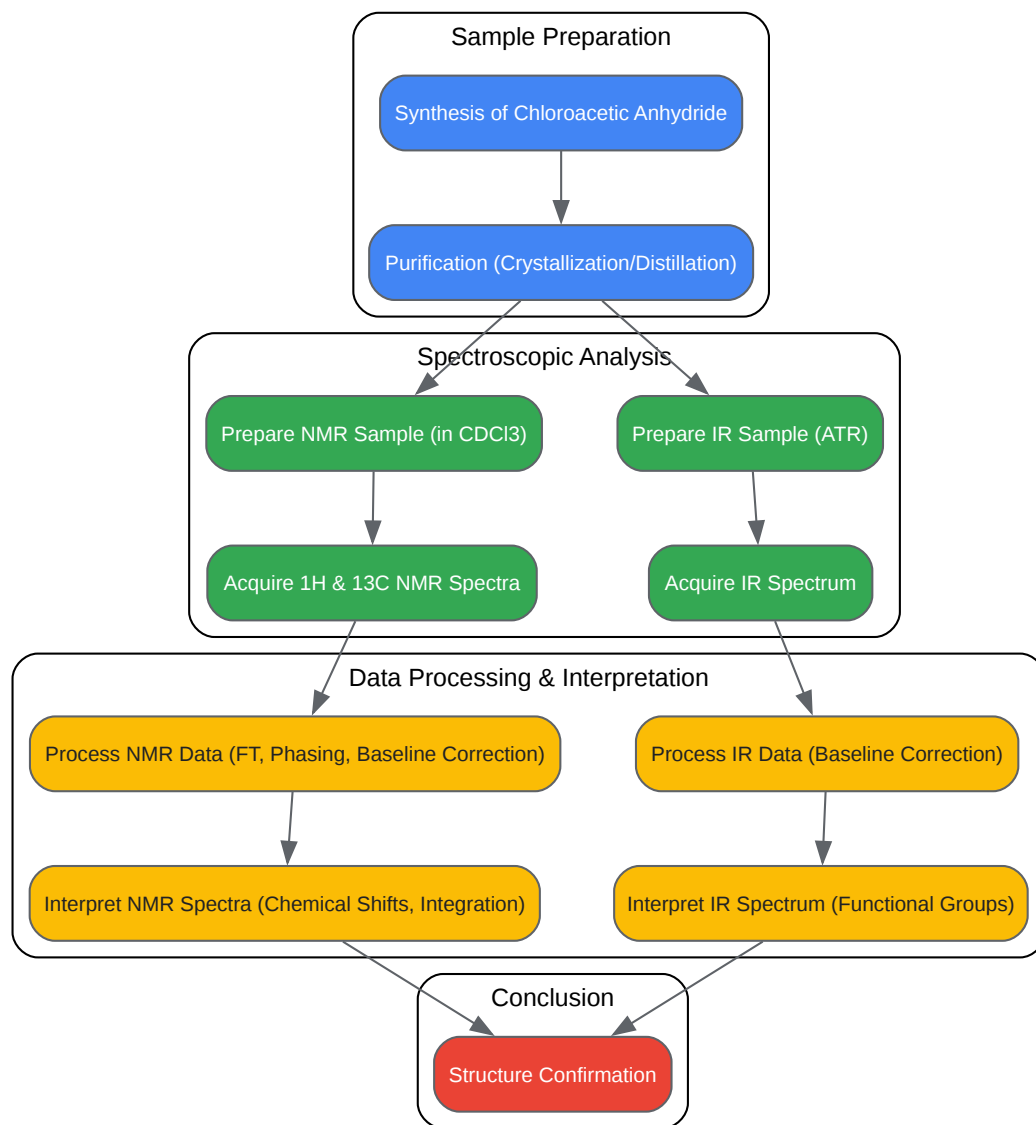 Sample Preparation
Synthesis of Chloroacetic Anhydride
Purification (Crystallization/Distillation)
Spectroscopic Analysis
Prepare NMR Sample (in CDCl3)
Prepare IR Sample (ATR)
Acquire 1H & 13C NMR Spectra
Acquire IR Spectrum
Data Processing & Interpretation
Process NMR Data (FT, Phasing, Baseline Correction)
Process IR Data (Baseline Correction)
Interpret NMR Spectra (Chemical Shifts, Integration)
Interpret IR Spectrum (Functional Groups)
Conclusion
Structure Confirmation